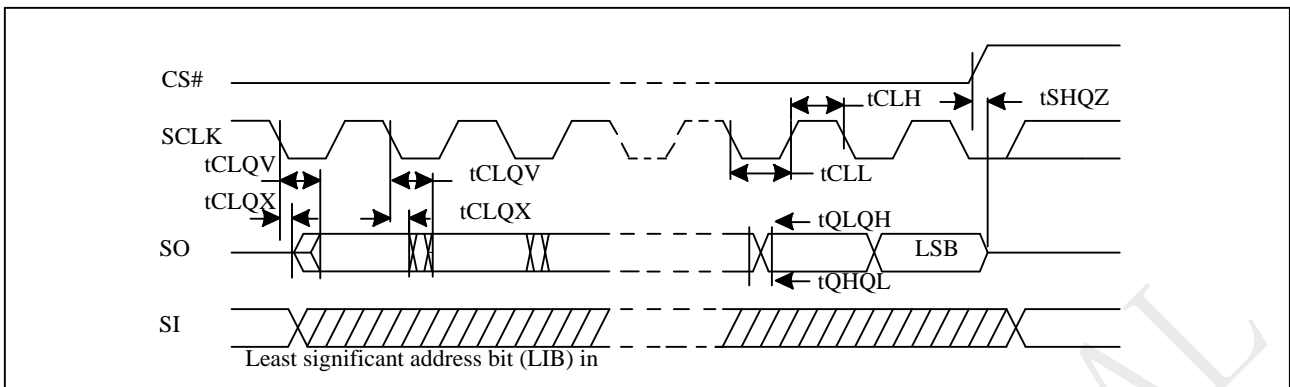 CS#
tCLH
tSHQZ
SCLK
tCLQV
tCLQV
tCLL
tCLQX
tCLQX
tQLQH
SO
LSB
tQHQL
SI
Least significant address bit (LIB) in